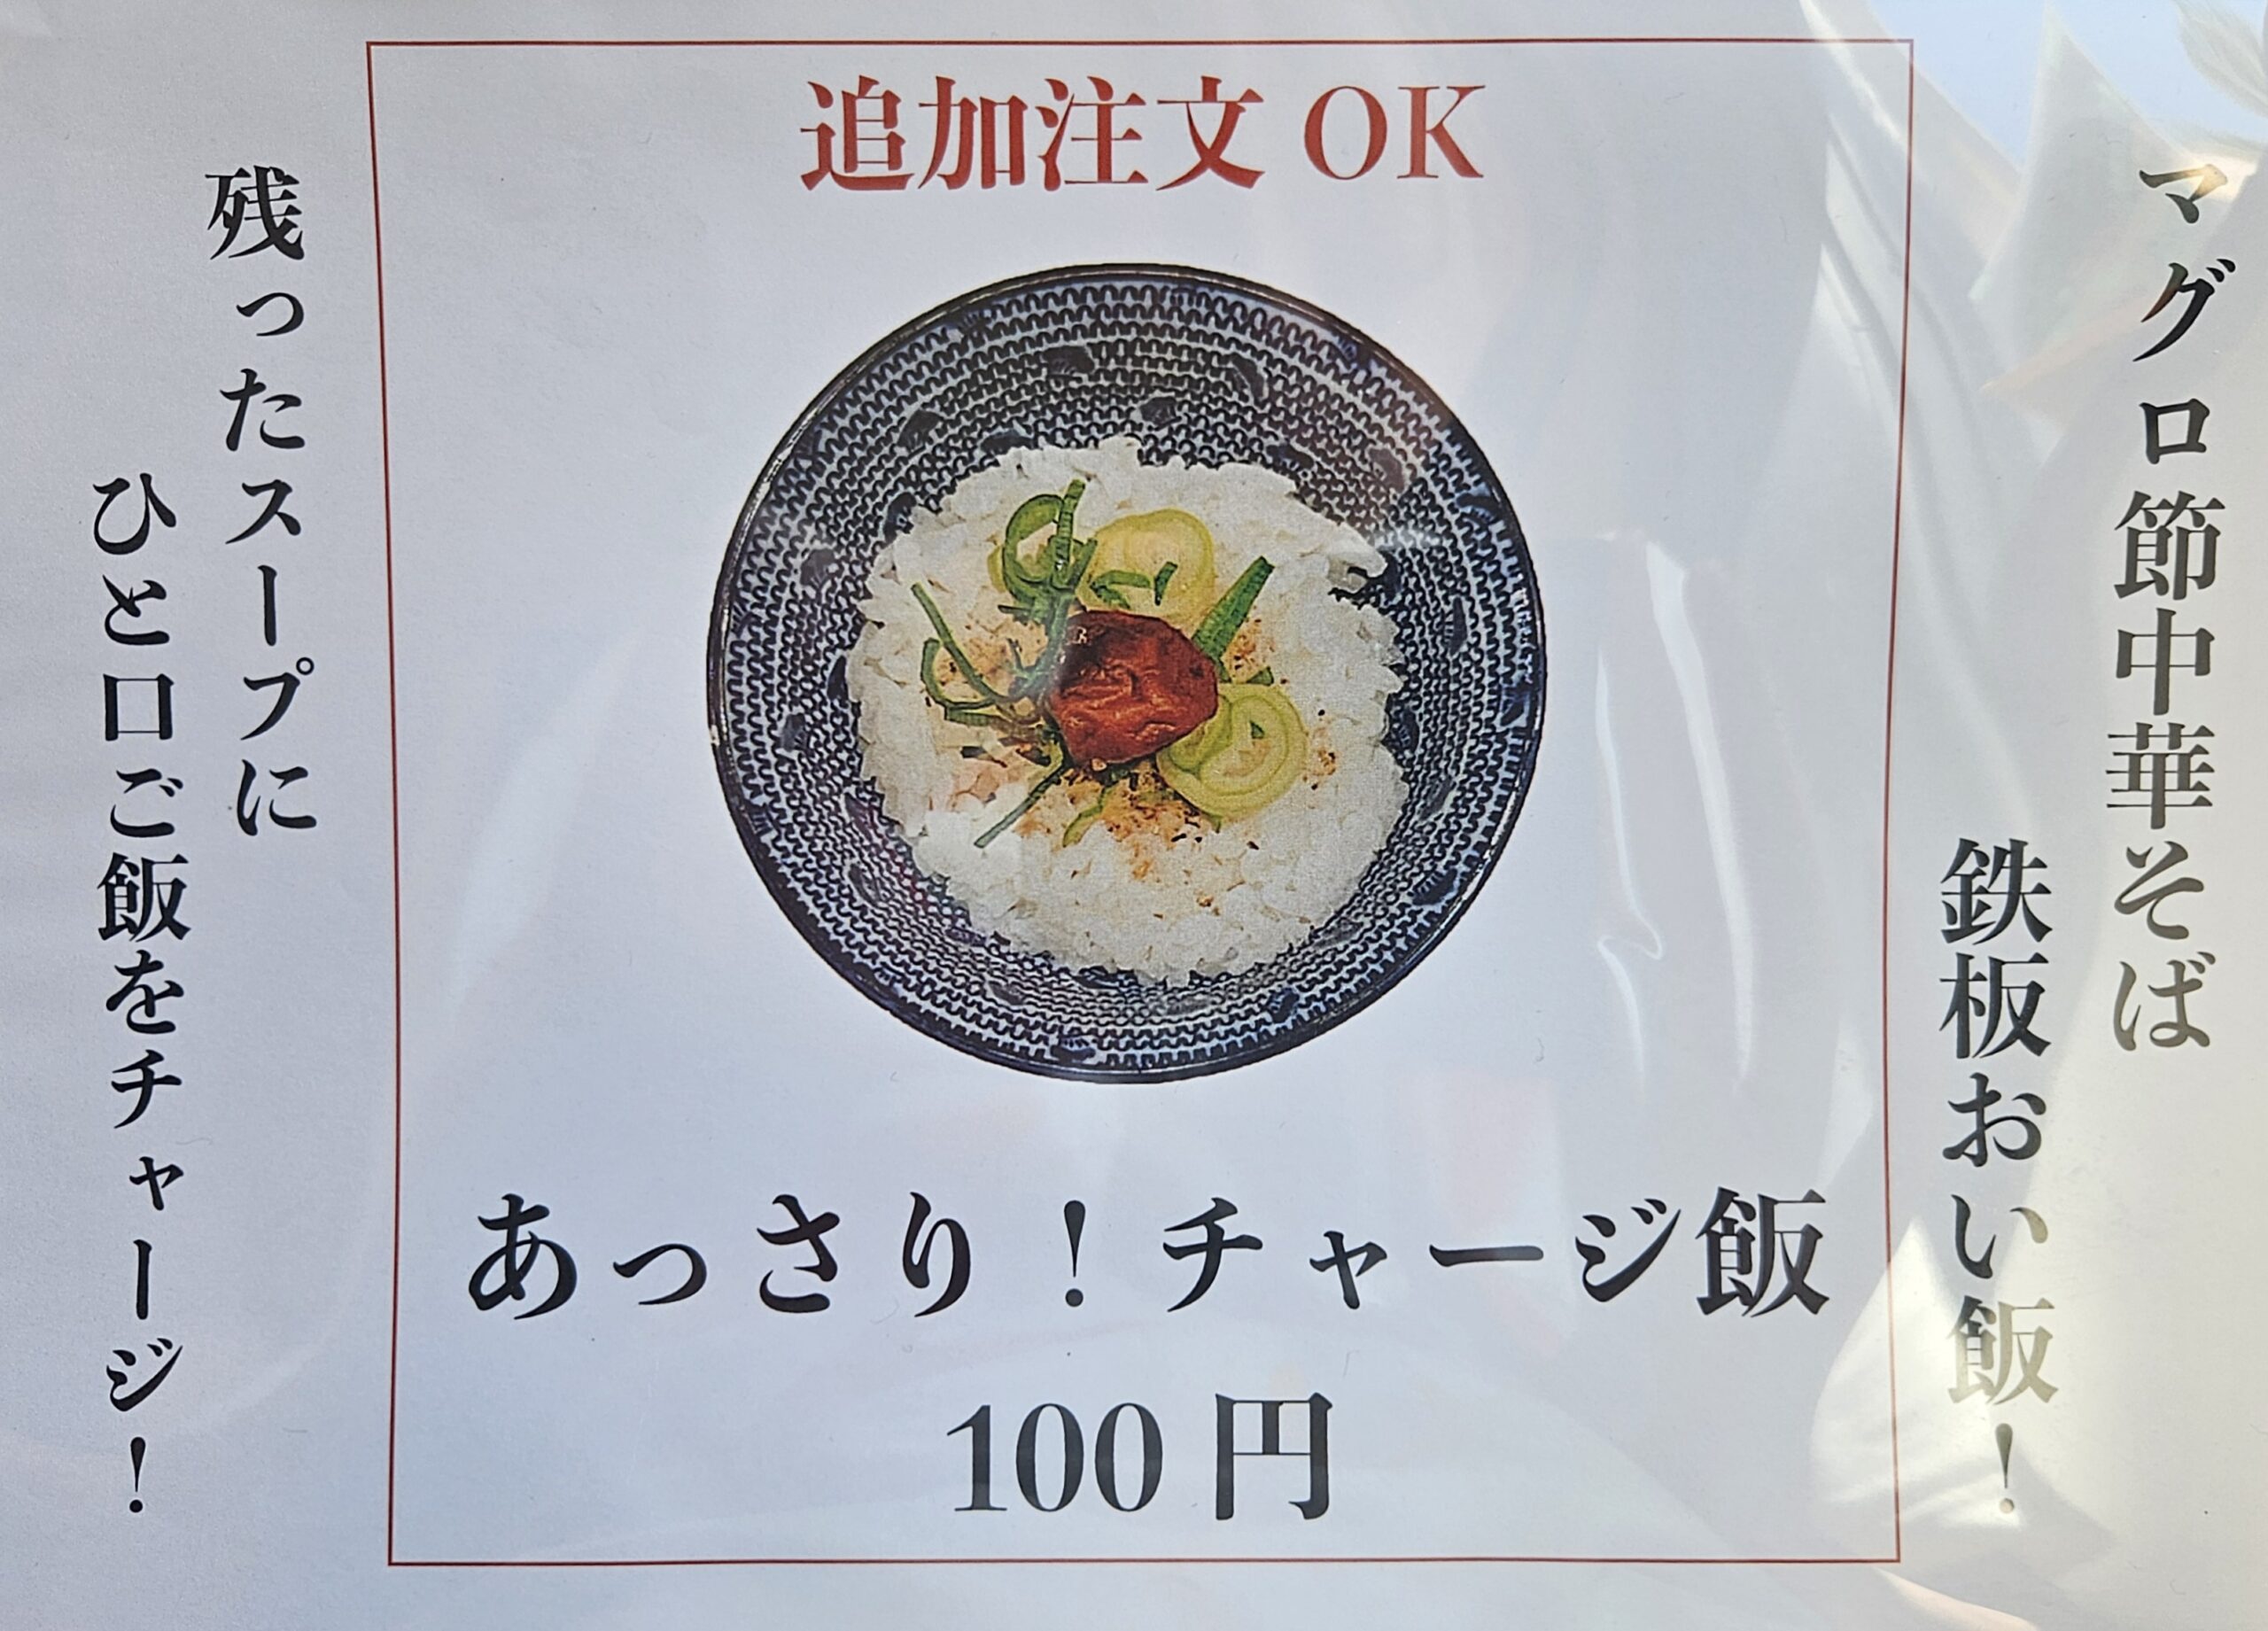 追加注文OK
マグロ節中華そば
鉄板おい飯!
残ったスープに
ひと口ご飯をチャージ!
あっさり!チャージ飯
100円